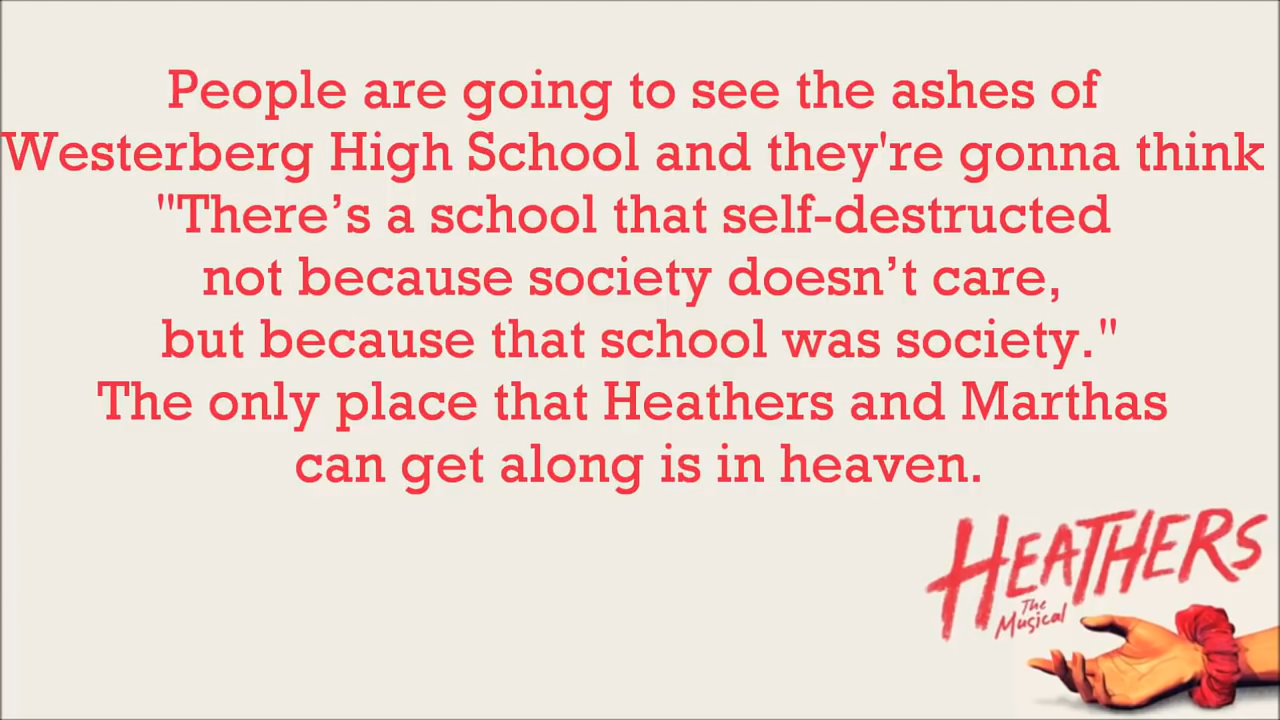 People are going to see the ashes of
Westerberg High School and they're gonna think
"There’s a school that self-destructed
not because society doesn’t care,
but because that school was society."
The only place that Heathers and Marthas
can get along is in heaven.
HEATHERS
The
Musical